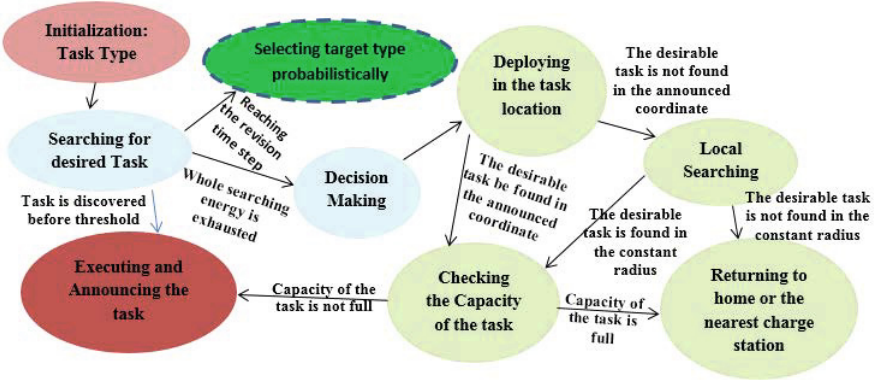 Initialization:
Task Type
Selecting target type
probabilistically
Deploying
in the task
location
The desirable
task is not found
in the announced
coordinate
Reaching
the revision
time step
Searching for
desired Task
Decision
Making
Local
Searching
Whole searching
energy is
exhausted
The desirable
task be found in
the announced
coordinate
Task is discovered
before threshold
The desirable
task is found in
the constant
radius
The desirable task
is not found in the
constant radius
Executing and
Announcing the
task
Capacity of the
task is not full
Checking
the Capacity
of the task
Capacity of
the task is
full
Returning to
home or the
nearest charge
station